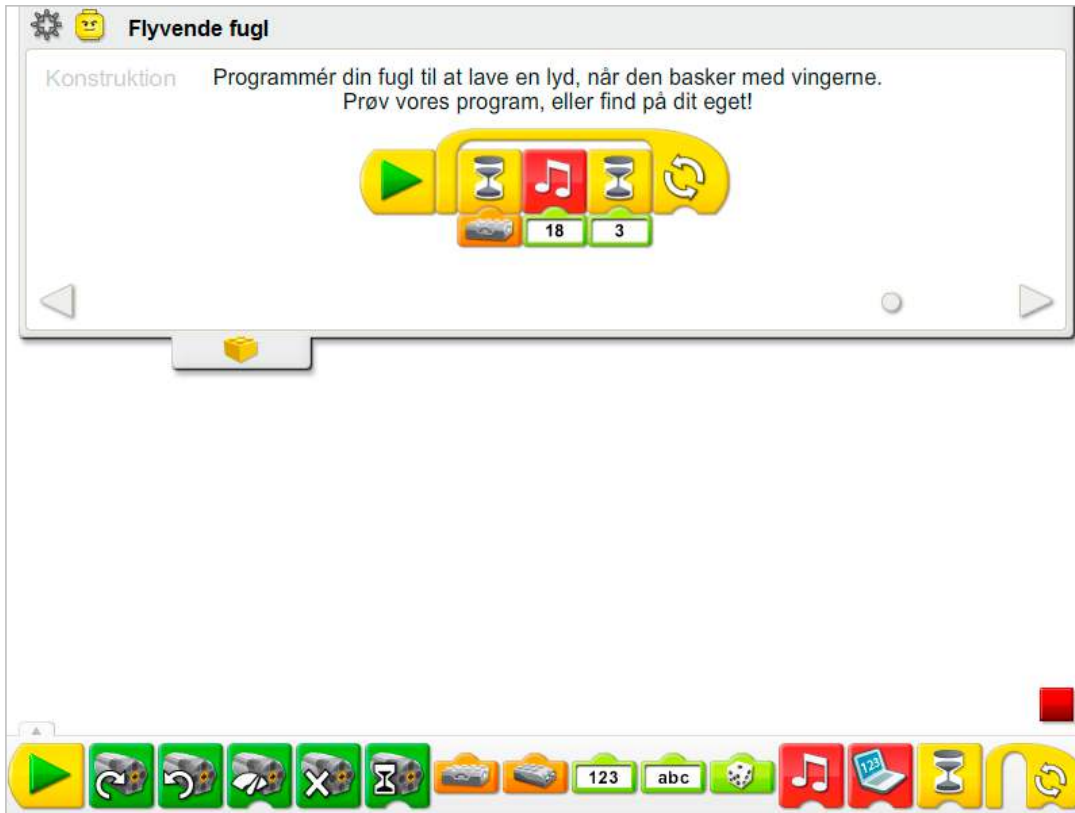 Flyvende fugl
Konstruktion
Programmér din fugl til at lave en lyd, når den basker med vingerne.
Prøv vores program, eller find på dit eget!
18 3
123 abc 123